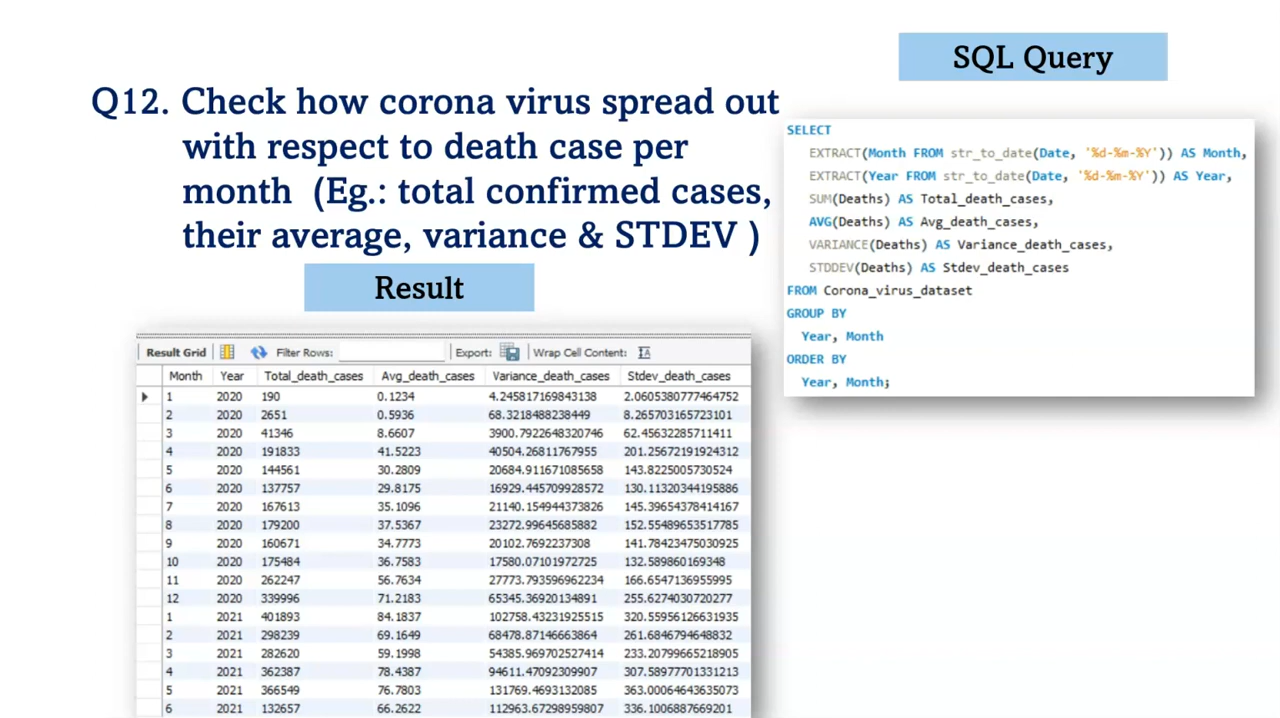 SQL Query
Q12. Check how corona virus spread out
with respect to death case per
month (Eg.: total confirmed cases,
their average, variance & STDEV )
SELECT
EXTRACT(Month FROM str_to_date(Date, '%d-%m-%Y')) AS Month,
EXTRACT(Year FROM str_to_date(Date, '%d-%m-%Y')) AS Year,
SUM(Deaths) AS Total_death_cases,
AVG(Deaths) AS Avg_death_cases,
VARIANCE(Deaths) AS Variance_death_cases,
STDDEV(Deaths) AS Stdev_death_cases
FROM Corona_virus_dataset
GROUP BY
Year, Month
ORDER BY
Year, Month;
Result
Result Grid Filter Rows: Export: Wrap Cell Content:
Month Year Total_death_cases Avg_death_cases Variance_death_cases Stdev_death_cases
1 2020 190 0.1234 4.245817169843138 2.0605380777464752
2 2020 2651 0.5936 68.3218488238449 8.265703165723101
3 2020 41346 8.6607 3900.7922648320746 62.45632285711411
4 2020 191833 41.5223 40504.26811767955 201.25672191924312
5 2020 144561 30.2809 20684.911671085658 143.8225005730524
6 2020 137757 29.8175 16929.445709928572 130.11320344195886
7 2020 167613 35.1096 21140.154944373826 145.39654378414167
8 2020 179200 37.5367 23272.99645685882 152.55489653517785
9 2020 160671 34.7773 20102.7692237308 141.78423475030925
10 2020 175484 36.7583 17580.07101972725 132.589860169348
11 2020 262247 56.7634 27773.793596962234 166.6547136955995
12 2020 339996 71.2183 65345.36920134891 255.6274030720277
1 2021 401893 84.1837 102758.43231925515 320.55956126631935
2 2021 298239 69.1649 68478.87146663864 261.6846794648832
3 2021 282620 59.1998 54385.969702527414 233.20799665218905
4 2021 362387 78.4387 94611.47092309907 307.58977701331213
5 2021 366549 76.7803 131769.4693132085 363.00064643635073
6 2021 132657 66.2622 112963.67298959807 336.1006887669201